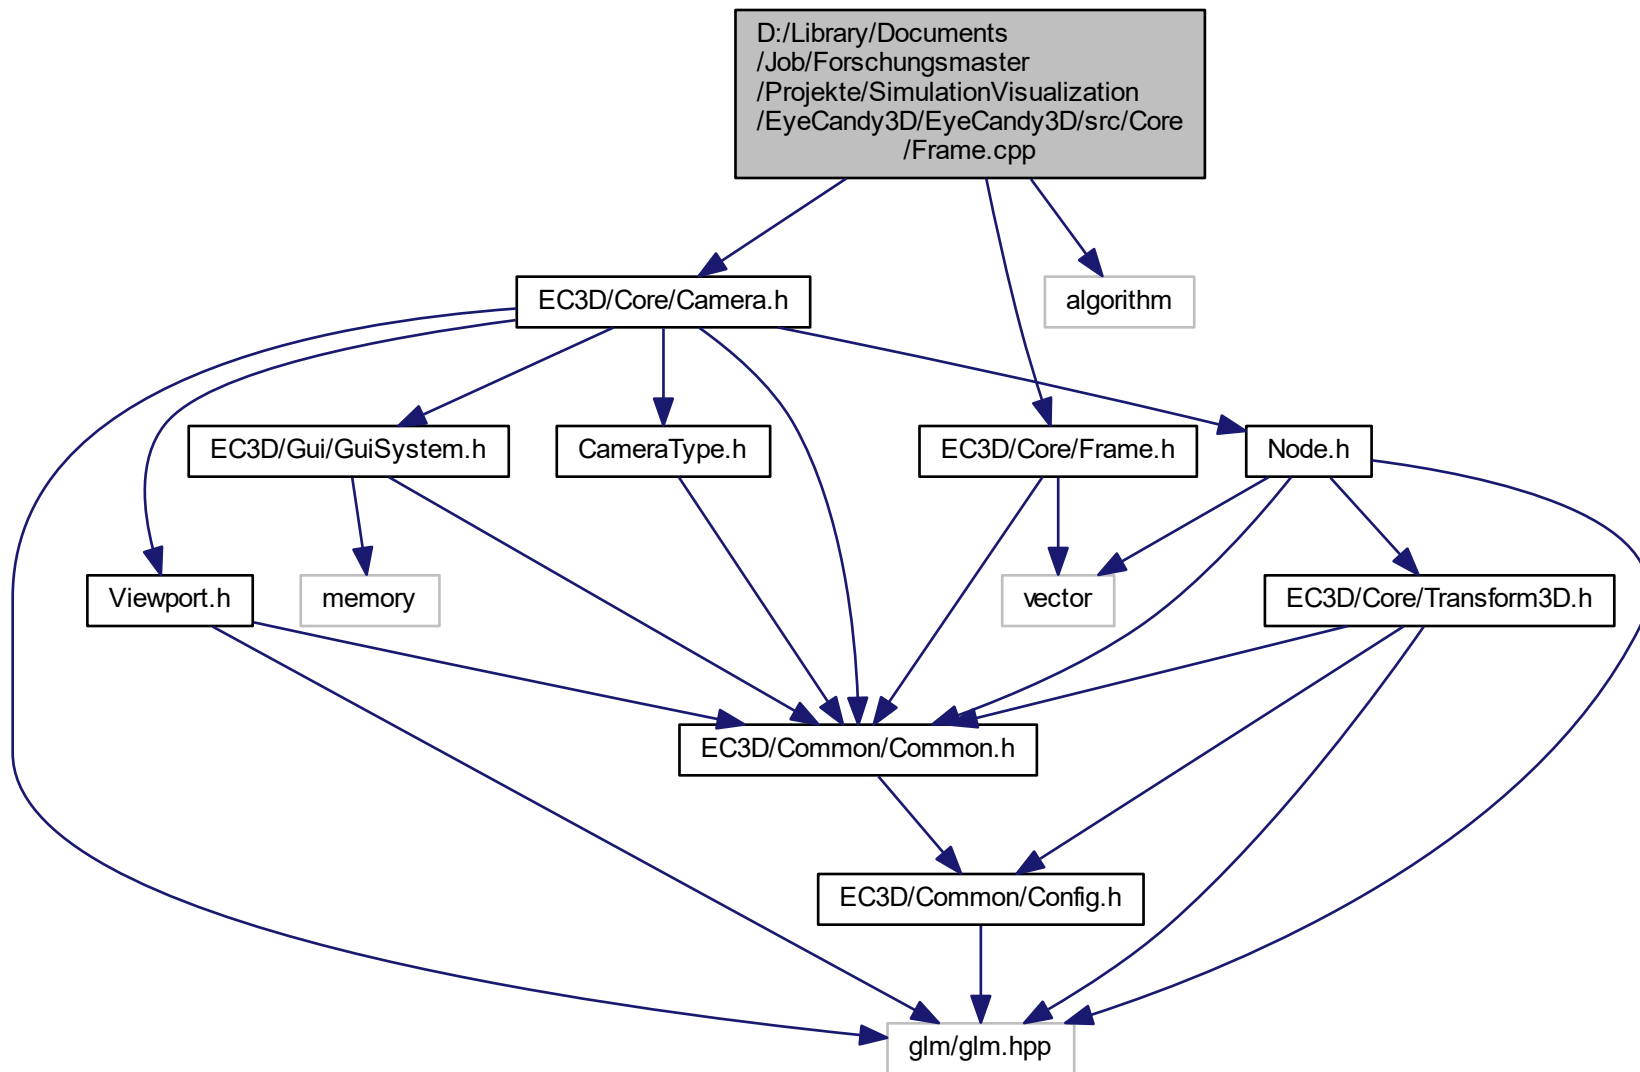 D:/Library/Documents
/Job/Forschungsmaster
/Projekte/SimulationVisualization
/EyeCandy3D/EyeCandy3D/src/Core
/Frame.cpp
EC3D/Core/Camera.h
algorithm
EC3D/Gui/GuiSystem.h
CameraType.h
EC3D/Core/Frame.h
Node.h
Viewport.h
memory
vector
EC3D/Core/Transform3D.h
EC3D/Common/Common.h
EC3D/Common/Config.h
glm/glm.hpp